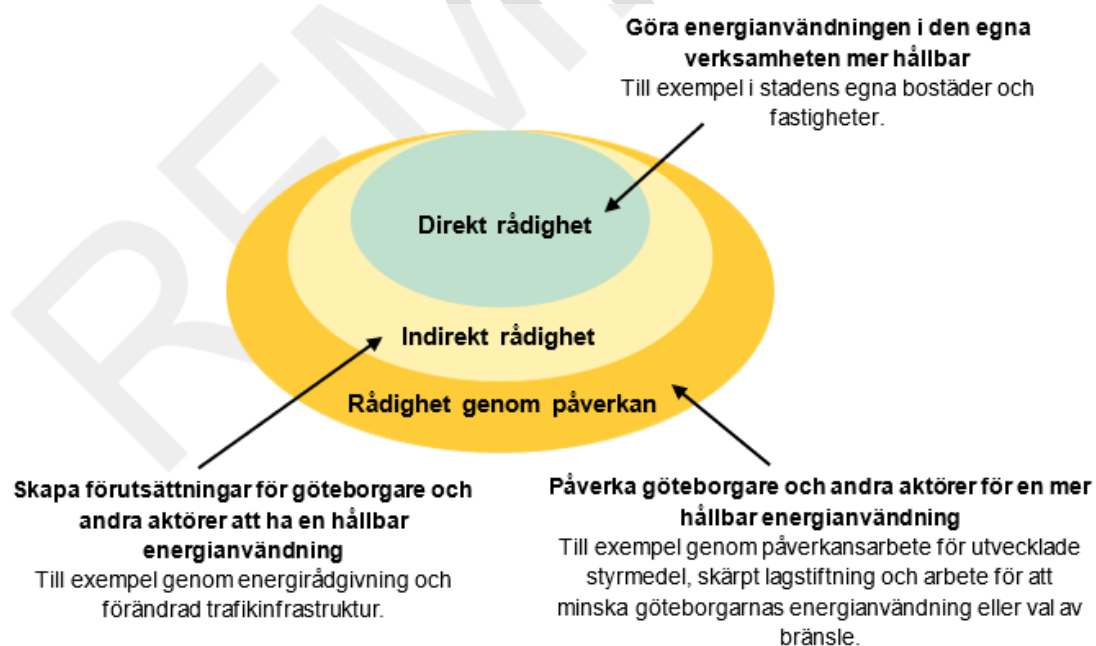 Göra energianvändningen i den egna
verksamheten mer hållbar
Till exempel i stadens egna bostäder och
fastigheter.
Direkt rådighet
Indirekt rådighet
Rådighet genom påverkan
Skapa förutsättningar för göteborgare och
andra aktörer att ha en hållbar
energianvändning
Till exempel genom energirådgivning och
förändrad trafikinfrastruktur.
Påverka göteborgare och andra aktörer för en mer
hållbar energianvändning
Till exempel genom påverkansarbete för utvecklade
styrmedel, skärpt lagstiftning och arbete för att
minska göteborgarnas energianvändning eller val av
bränsle.